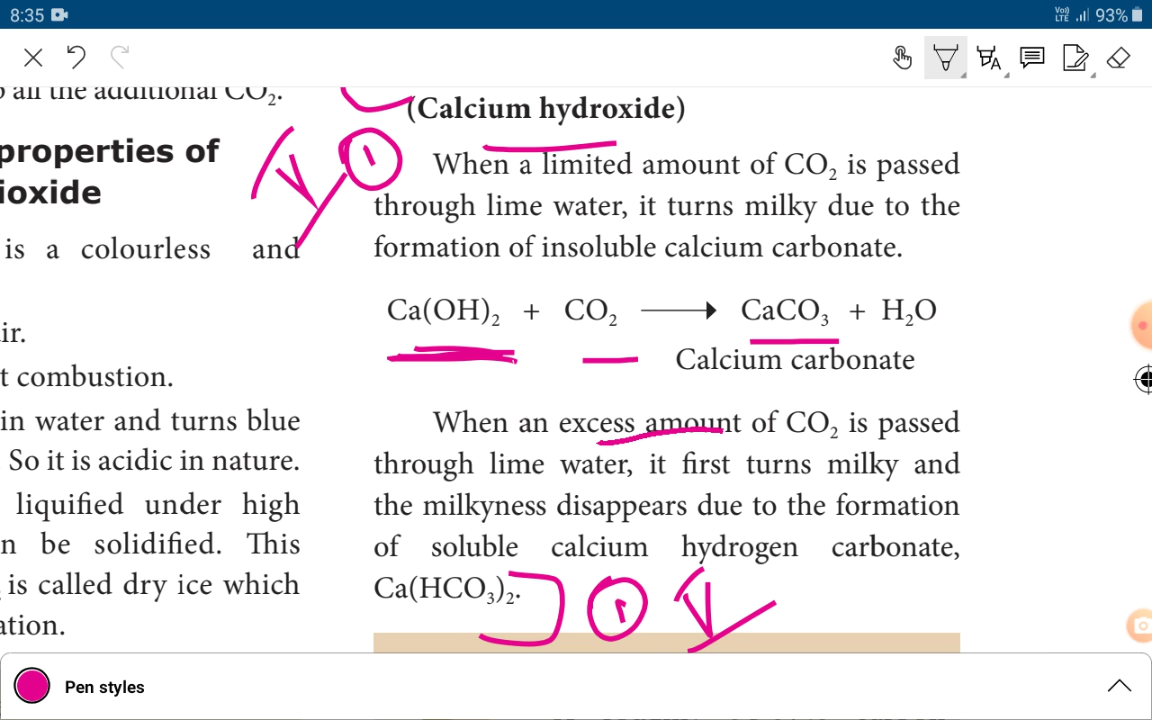 8:35
Vo)) LTE 93%
o all the additional CO₂.
properties of
ioxide
is a colourless and
ir.
t combustion.
in water and turns blue
So it is acidic in nature.
liquified under high
n be solidified. This
is called dry ice which
ation.
(Calcium hydroxide)
When a limited amount of CO₂ is passed
through lime water, it turns milky due to the
formation of insoluble calcium carbonate.
Ca(OH)₂ + CO₂ ⟶ CaCO₃ + H₂O
Calcium carbonate
When an excess amount of CO₂ is passed
through lime water, it first turns milky and
the milkyness disappears due to the formation
of soluble calcium hydrogen carbonate,
Ca(HCO₃)₂.
Pen styles